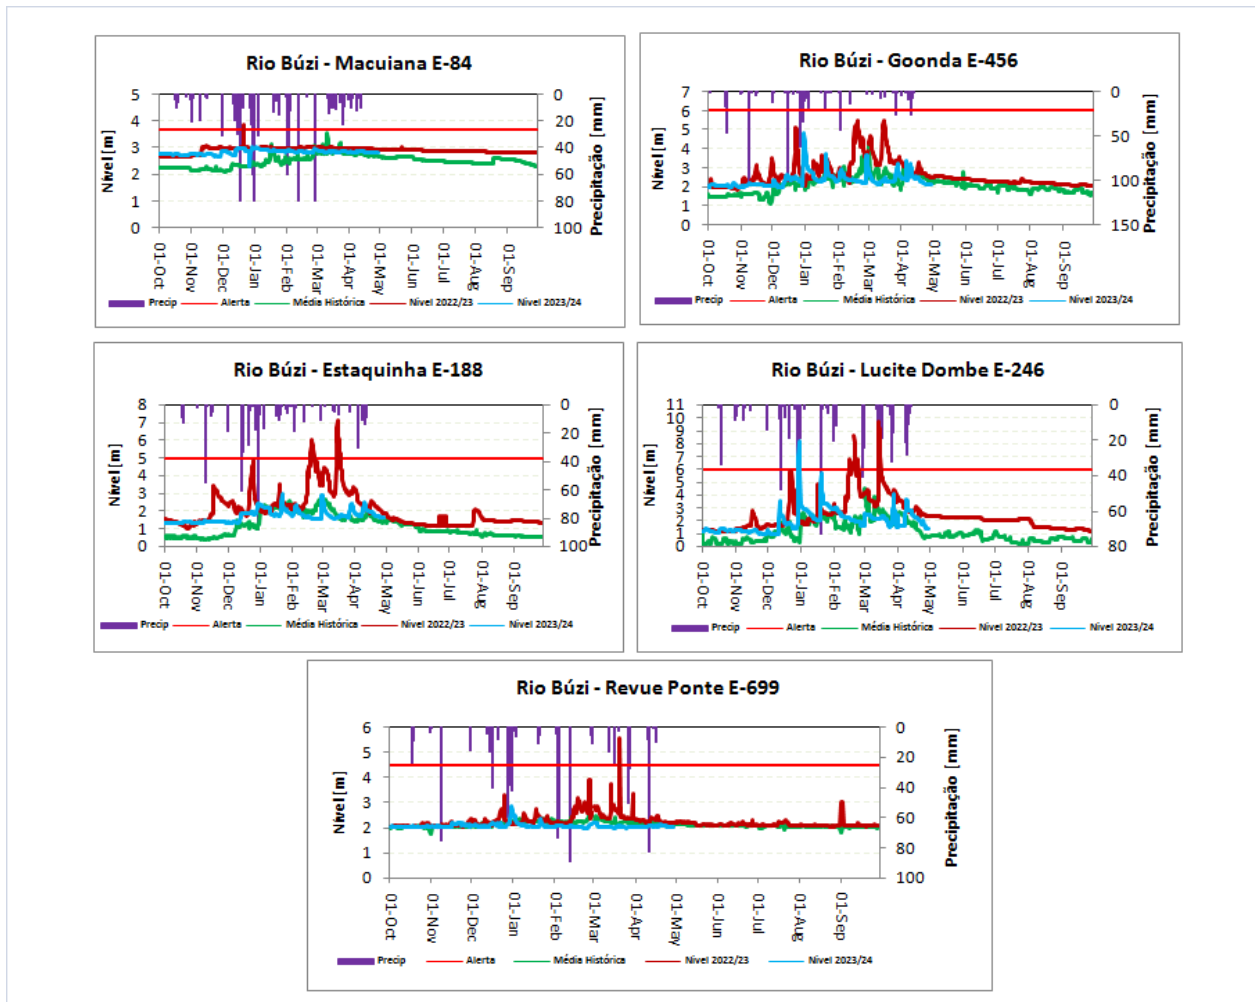 Rio Búzi - Macuiana E-84
Nível [m]
5
4
3
2
1
0
0
20
40
60
80
100
Precipitação [mm]
01-Oct
01-Nov
01-Dec
01-Jan
01-Feb
01-Mar
01-Apr
01-May
01-Jun
01-Jul
01-Aug
01-Sep
Precip Alerta Média Histórica Nivel 2022/23 Nivel 2023/24
Rio Búzi - Goonda E-456
Nível [m]
7
6
5
4
3
2
1
0
0
50
100
150
Precipitação [mm]
01-Oct
01-Nov
01-Dec
01-Jan
01-Feb
01-Mar
01-Apr
01-May
01-Jun
01-Jul
01-Aug
01-Sep
Precip Alerta Média Histórica Nivel 2022/23 Nivel 2023/24
Rio Búzi - Estaquinha E-188
Nível [m]
8
7
6
5
4
3
2
1
0
0
20
40
60
80
100
Precipitação [mm]
01-Oct
01-Nov
01-Dec
01-Jan
01-Feb
01-Mar
01-Apr
01-May
01-Jun
01-Jul
01-Aug
01-Sep
Precip Alerta Média Histórica Nivel 2022/23 Nivel 2023/24
Rio Búzi - Lucite Dombe E-246
Nível [m]
11
10
9
8
7
6
5
4
3
2
1
0
0
20
40
60
80
Precipitação [mm]
01-Oct
01-Nov
01-Dec
01-Jan
01-Feb
01-Mar
01-Apr
01-May
01-Jun
01-Jul
01-Aug
01-Sep
Precip Alerta Média Histórica Nivel 2022/23 Nivel 2023/24
Rio Búzi - Revue Ponte E-699
Nível [m]
6
5
4
3
2
1
0
0
20
40
60
80
100
Precipitação [mm]
01-Oct
01-Nov
01-Dec
01-Jan
01-Feb
01-Mar
01-Apr
01-May
01-Jun
01-Jul
01-Aug
01-Sep
Precip Alerta Média Histórica Nivel 2022/23 Nivel 2023/24